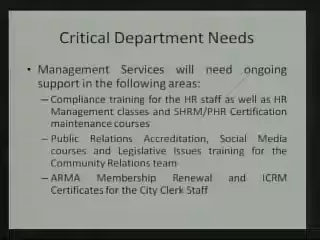 Critical Department Needs
• Management Services will need ongoing
support in the following areas:
– Compliance training for the HR staff as well as HR
Management classes and SHRM/PHR Certification
maintenance courses
– Public Relations Accreditation, Social Media
courses and Legislative Issues training for the
Community Relations team
– ARMA Membership Renewal and ICRM
Certificates for the City Clerk Staff